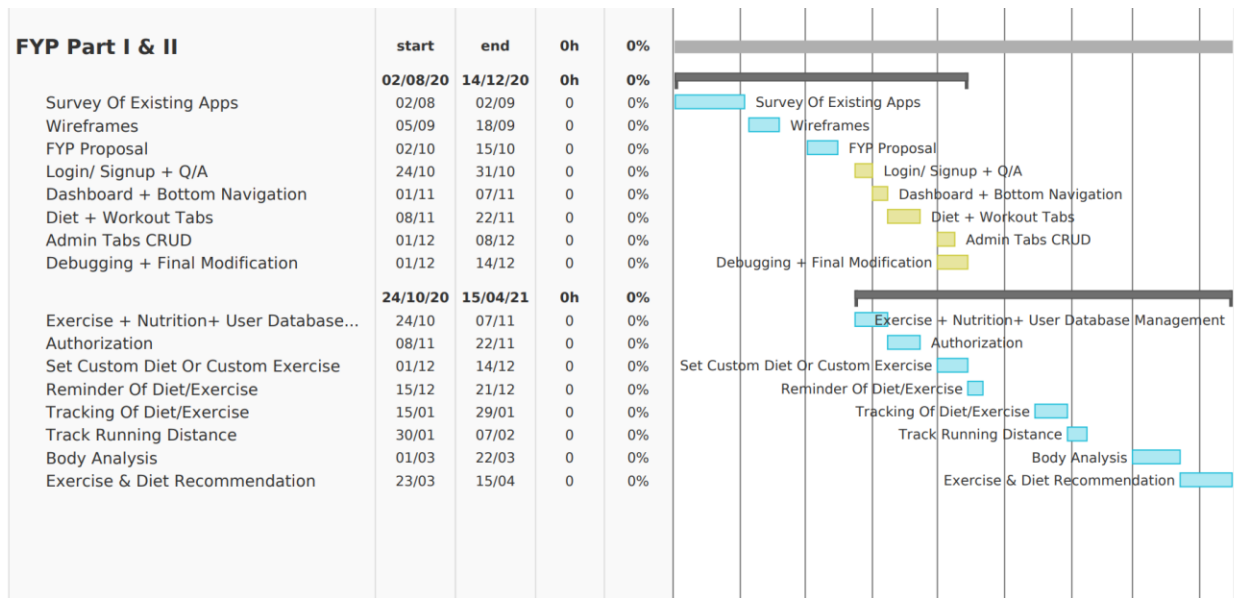 FYP Part I & II start end 0h 0%
02/08/20 14/12/20 0h 0%
Survey Of Existing Apps 02/08 02/09 0 0% Survey Of Existing Apps
Wireframes 05/09 18/09 0 0% Wireframes
FYP Proposal 02/10 15/10 0 0% FYP Proposal
Login/ Signup + Q/A 24/10 31/10 0 0% Login/ Signup + Q/A
Dashboard + Bottom Navigation 01/11 07/11 0 0% Dashboard + Bottom Navigation
Diet + Workout Tabs 08/11 22/11 0 0% Diet + Workout Tabs
Admin Tabs CRUD 01/12 08/12 0 0% Admin Tabs CRUD
Debugging + Final Modification 01/12 14/12 0 0% Debugging + Final Modification
24/10/20 15/04/21 0h 0%
Exercise + Nutrition+ User Database... 24/10 07/11 0 0% Exercise + Nutrition+ User Database Management
Authorization 08/11 22/11 0 0% Authorization
Set Custom Diet Or Custom Exercise 01/12 14/12 0 0% Set Custom Diet Or Custom Exercise
Reminder Of Diet/Exercise 15/12 21/12 0 0% Reminder Of Diet/Exercise
Tracking Of Diet/Exercise 15/01 29/01 0 0% Tracking Of Diet/Exercise
Track Running Distance 30/01 07/02 0 0% Track Running Distance
Body Analysis 01/03 22/03 0 0% Body Analysis
Exercise & Diet Recommendation 23/03 15/04 0 0% Exercise & Diet Recommendation